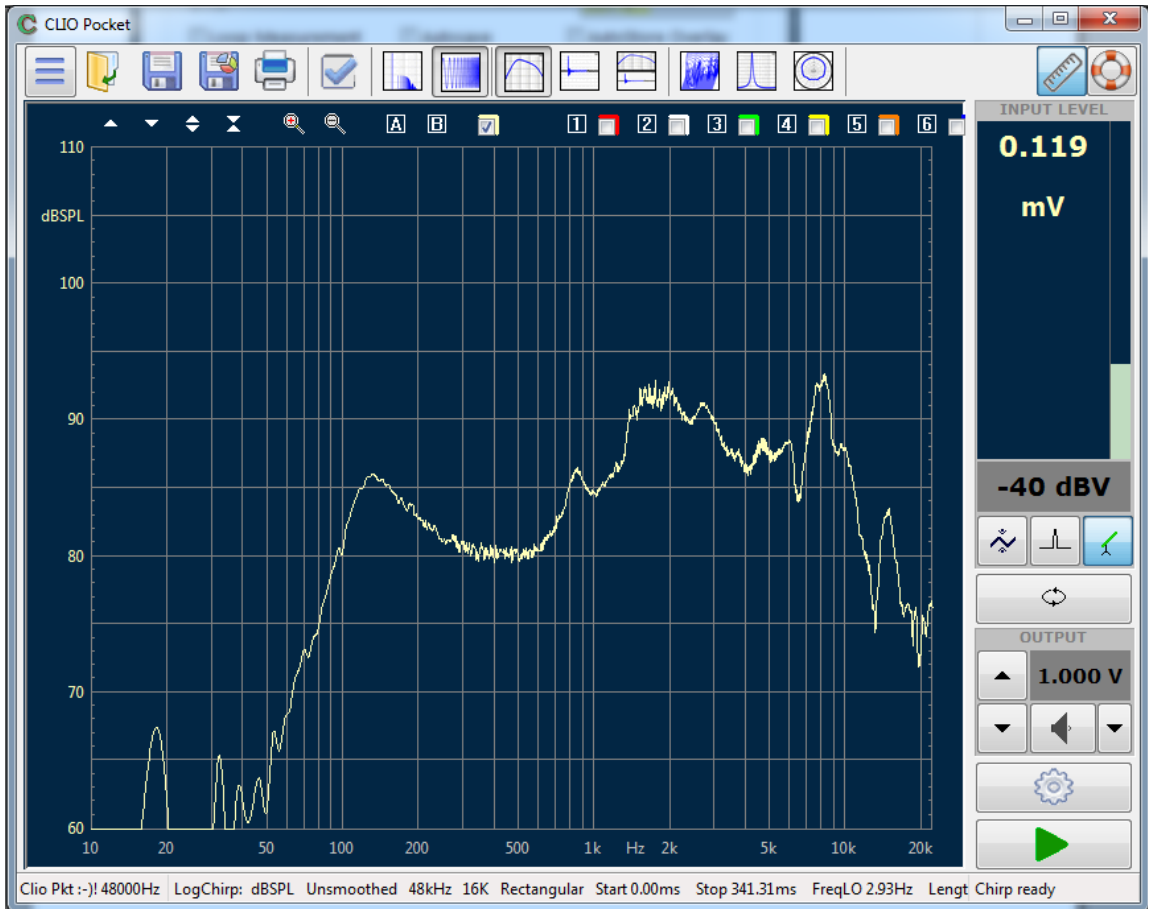 CLIO Pocket
A B 1 2 3 4 5 6
INPUT LEVEL
0.119
mV
-40 dBV
OUTPUT
1.000 V
110
dBSPL
100
90
80
70
60
10 20 50 100 200 500 1k Hz 2k 5k 10k 20k
Clio Pkt :-)! 48000Hz LogChirp: dBSPL Unsmoothed 48kHz 16K Rectangular Start 0.00ms Stop 341.31ms FreqLO 2.93Hz Lengt Chirp ready